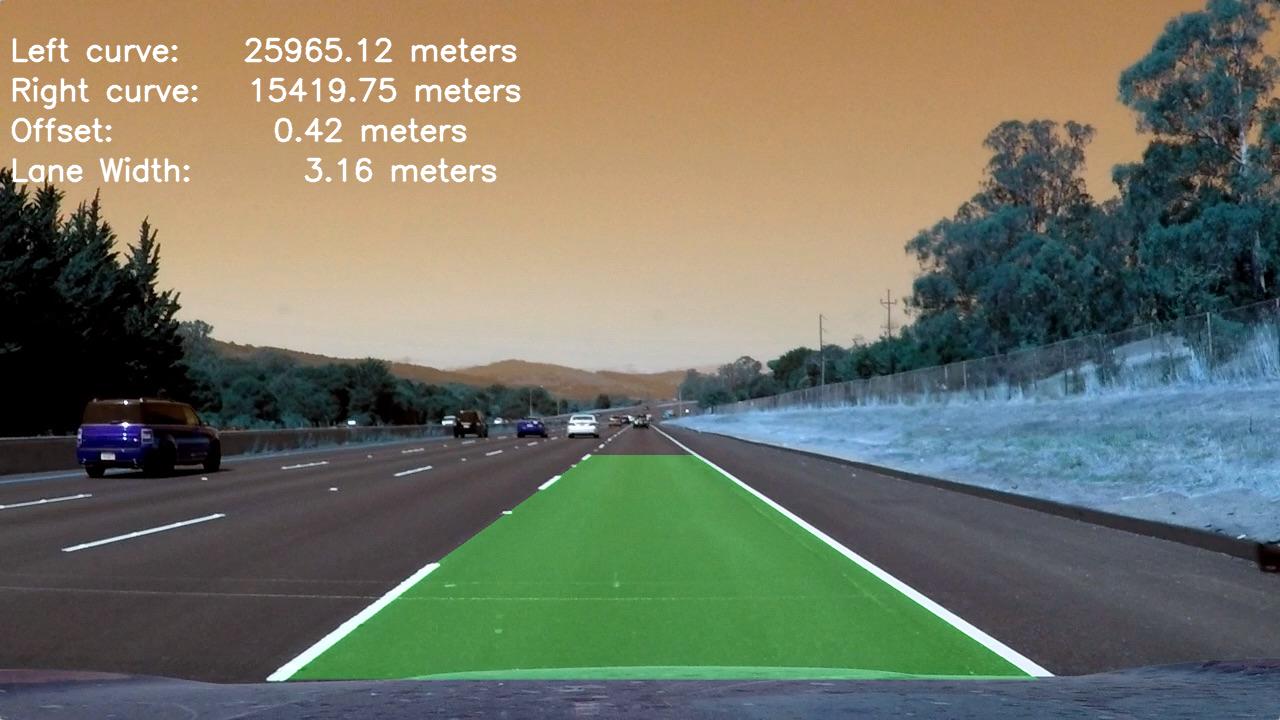 Left curve: 25965.12 meters
Right curve: 15419.75 meters
Offset: 0.42 meters
Lane Width: 3.16 meters